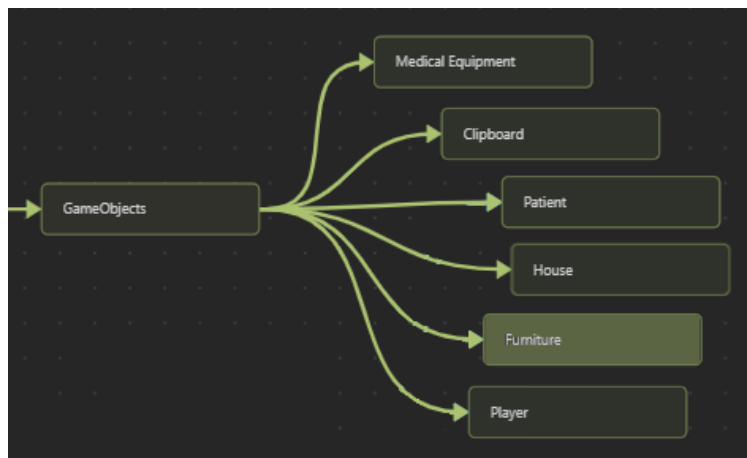 Medical Equipment
Clipboard
Patient
GameObjects
House
Furniture
Player